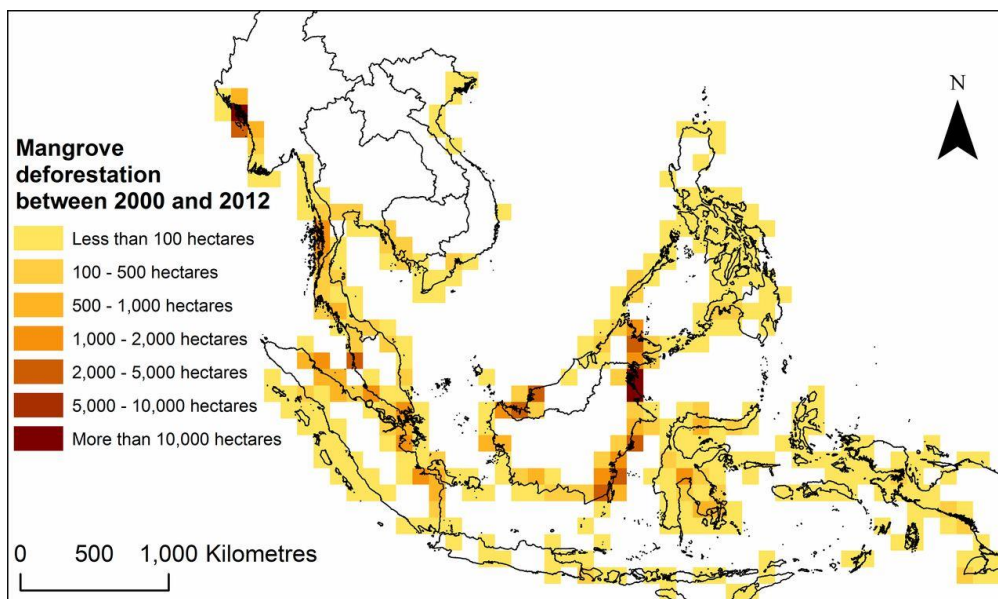 N
Mangrove
deforestation
between 2000 and 2012
Less than 100 hectares
100 - 500 hectares
500 - 1,000 hectares
1,000 - 2,000 hectares
2,000 - 5,000 hectares
5,000 - 10,000 hectares
More than 10,000 hectares
0 500 1,000 Kilometres